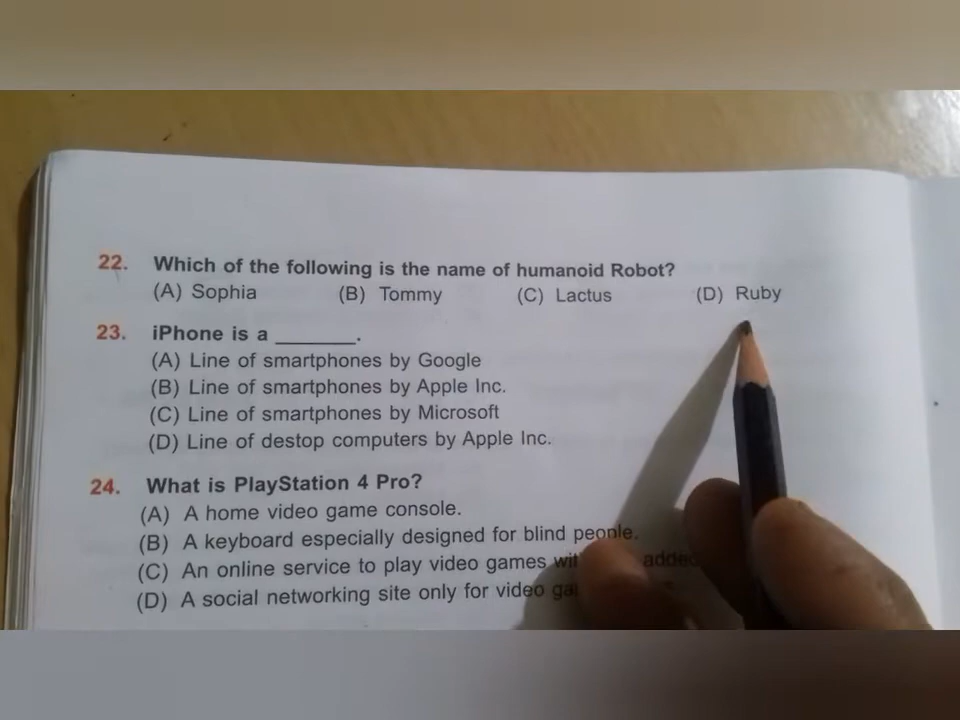 22. Which of the following is the name of humanoid Robot?
(A) Sophia (B) Tommy (C) Lactus (D) Ruby
23. iPhone is a _______.
(A) Line of smartphones by Google
(B) Line of smartphones by Apple Inc.
(C) Line of smartphones by Microsoft
(D) Line of destop computers by Apple Inc.
24. What is PlayStation 4 Pro?
(A) A home video game console.
(B) A keyboard especially designed for blind people.
(C) An online service to play video games added
(D) A social networking site only for video